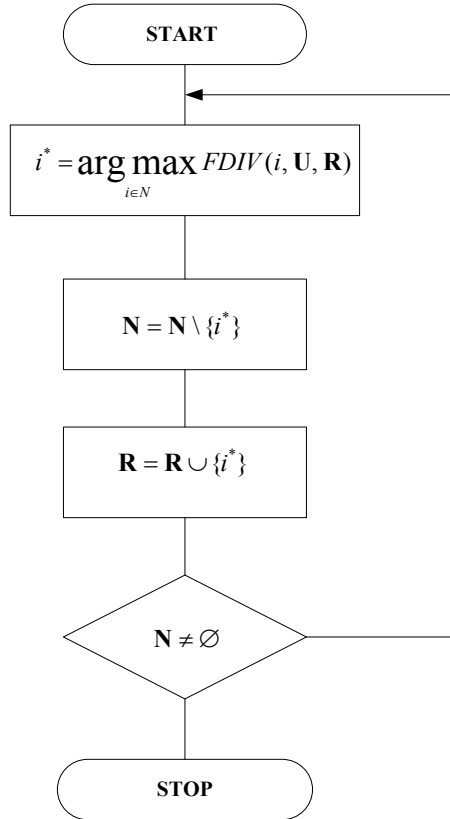 START
i* = arg max FDIV(i, U, R)
i∈N
N = N \ {i*}
R = R ∪ {i*}
N ≠ ∅
STOP